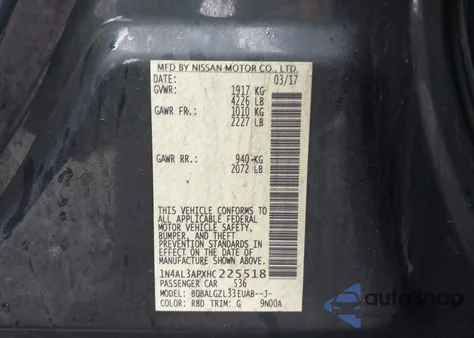 MFD BY NISSAN MOTOR CO., LTD.
DATE: 03/17
GVWR: 1917 KG
4226 LB
GAWR FR.: 1010 KG
2227 LB
GAWR RR.: 940 KG
2072 LB
THIS VEHICLE CONFORMS TO
ALL APPLICABLE FEDERAL
MOTOR VEHICLE SAFETY,
BUMPER, AND THEFT
PREVENTION STANDARDS IN
EFFECT ON THE DATE OF
MANUFACTURE SHOWN ABOVE.
1N4AL3APXHC 225518
PASSENGER CAR 536
MODEL: BDBALGZL33EUAB--J-
COLOR: RBD TRIM: G 9N00A
auto3nap